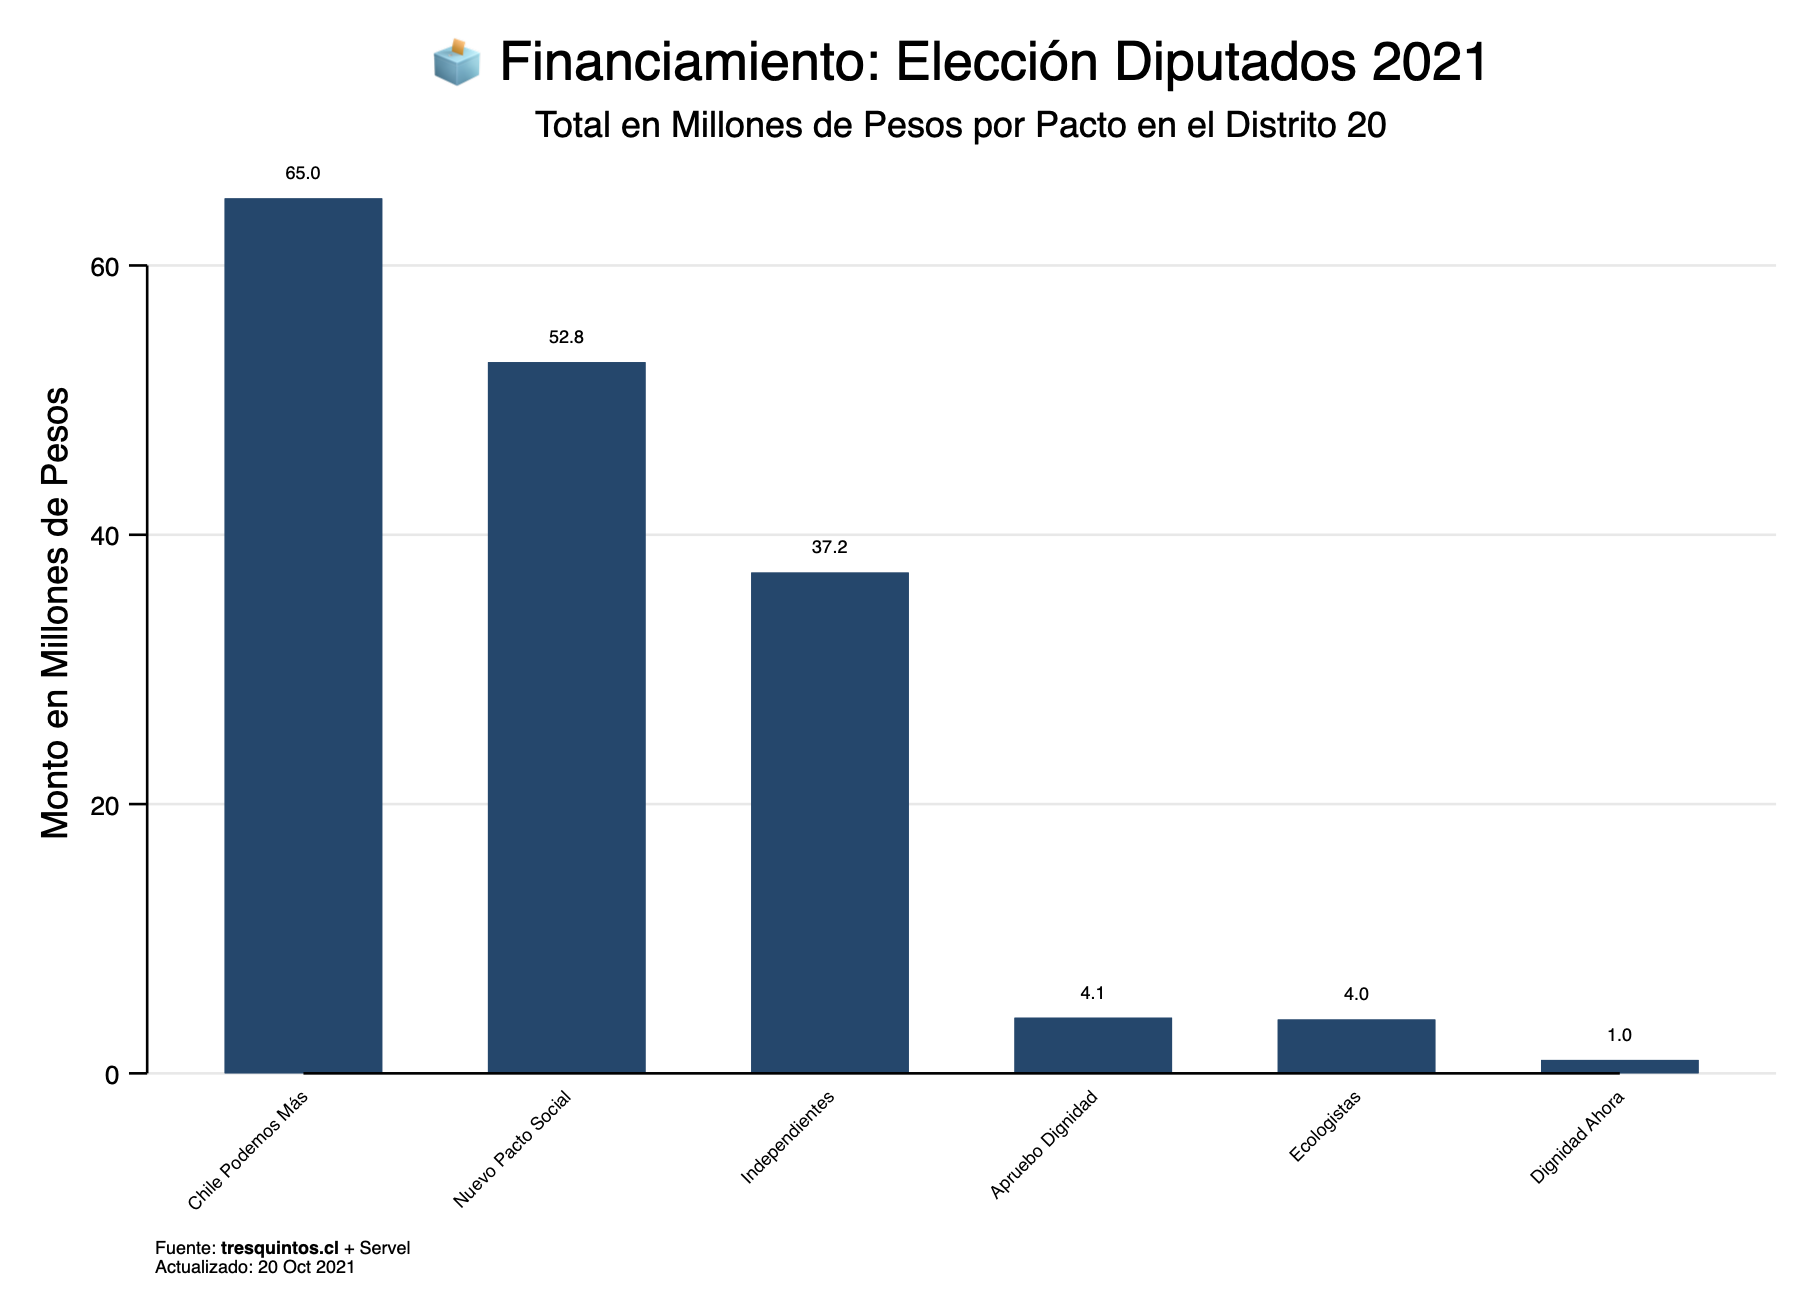 Financiamiento: Elección Diputados 2021
Total en Millones de Pesos por Pacto en el Distrito 20
Monto en Millones de Pesos
60
40
20
0
65.0
52.8
37.2
4.1
4.0
1.0
Chile Podemos Más
Nuevo Pacto Social
Independientes
Apruebo Dignidad
Ecologistas
Dignidad Ahora
Fuente: tresquintos.cl + Servel
Actualizado: 20 Oct 2021